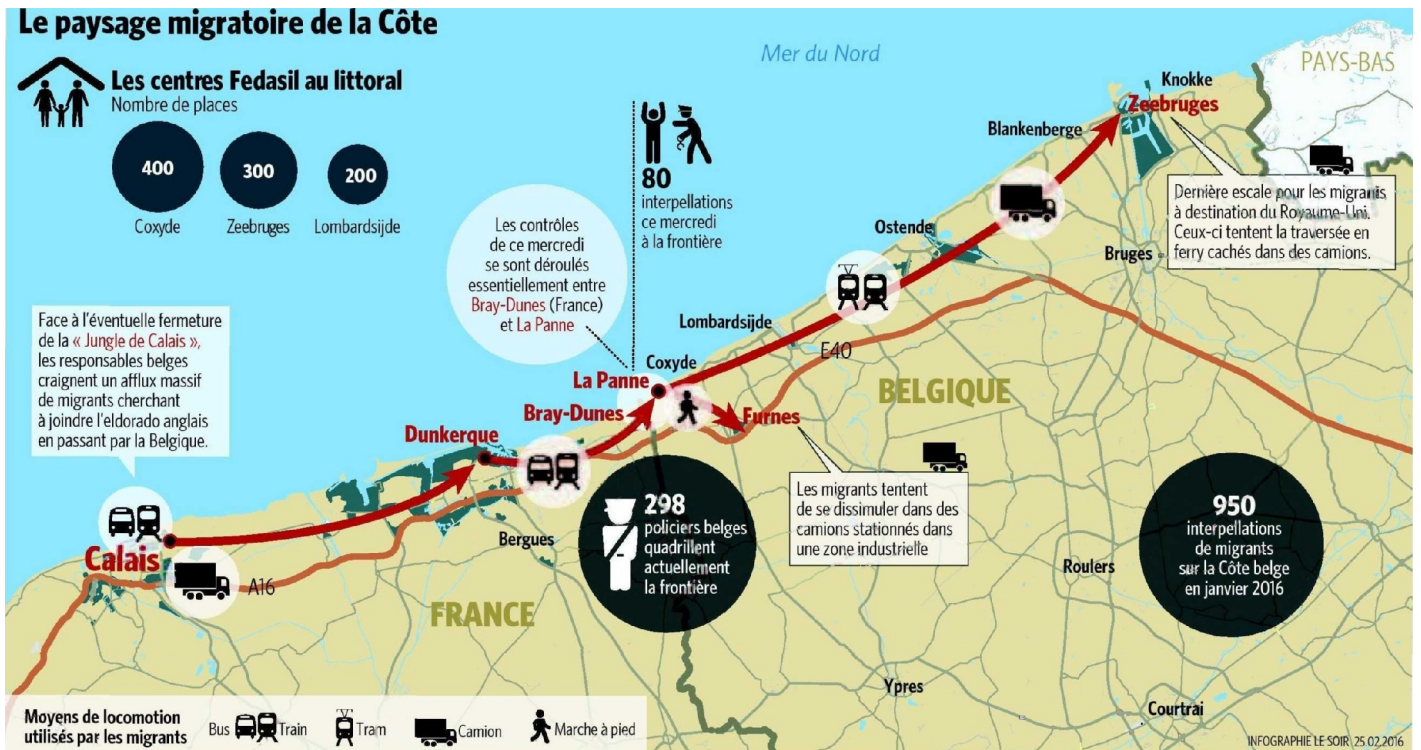 Le paysage migratoire de la Côte
Les centres Fedasil au littoral
Nombre de places
400
300
200
Coxyde
Zeebruges
Lombardsijde
Mer du Nord
PAYS-BAS
Knokke
Zeebruges
Blankenberge
80
interpellations
ce mercredi
à la frontière
Dernière escale pour les migrants
à destination du Royaume-Uni.
Ceux-ci tentent la traversée en
ferry cachés dans des camions.
Les contrôles
de ce mercredi
se sont déroulés
essentiellement entre
Bray-Dunes (France)
et La Panne
Ostende
Bruges
Face à l'éventuelle fermeture
de la « Jungle de Calais »,
les responsables belges
craignent un afflux massif
de migrants cherchant
à joindre l'eldorado anglais
en passant par la Belgique.
Lombardsijde
E40
Coxyde
La Panne
BELGIQUE
Bray-Dunes
Furnes
Dunkerque
Les migrants tentent
de se dissimuler dans des
camions stationnés dans
une zone industrielle
298
policiers belges
quadrillent
actuellement
la frontière
950
interpellations
de migrants
sur la Côte belge
en janvier 2016
Calais
Bergues
Roulers
A16
FRANCE
Ypres
Courtrai
Moyens de locomotion
utilisés par les migrants
Bus
Train
Tram
Camion
Marche à pied
INFOGRAPHIE LE SOIR 25.02.2016